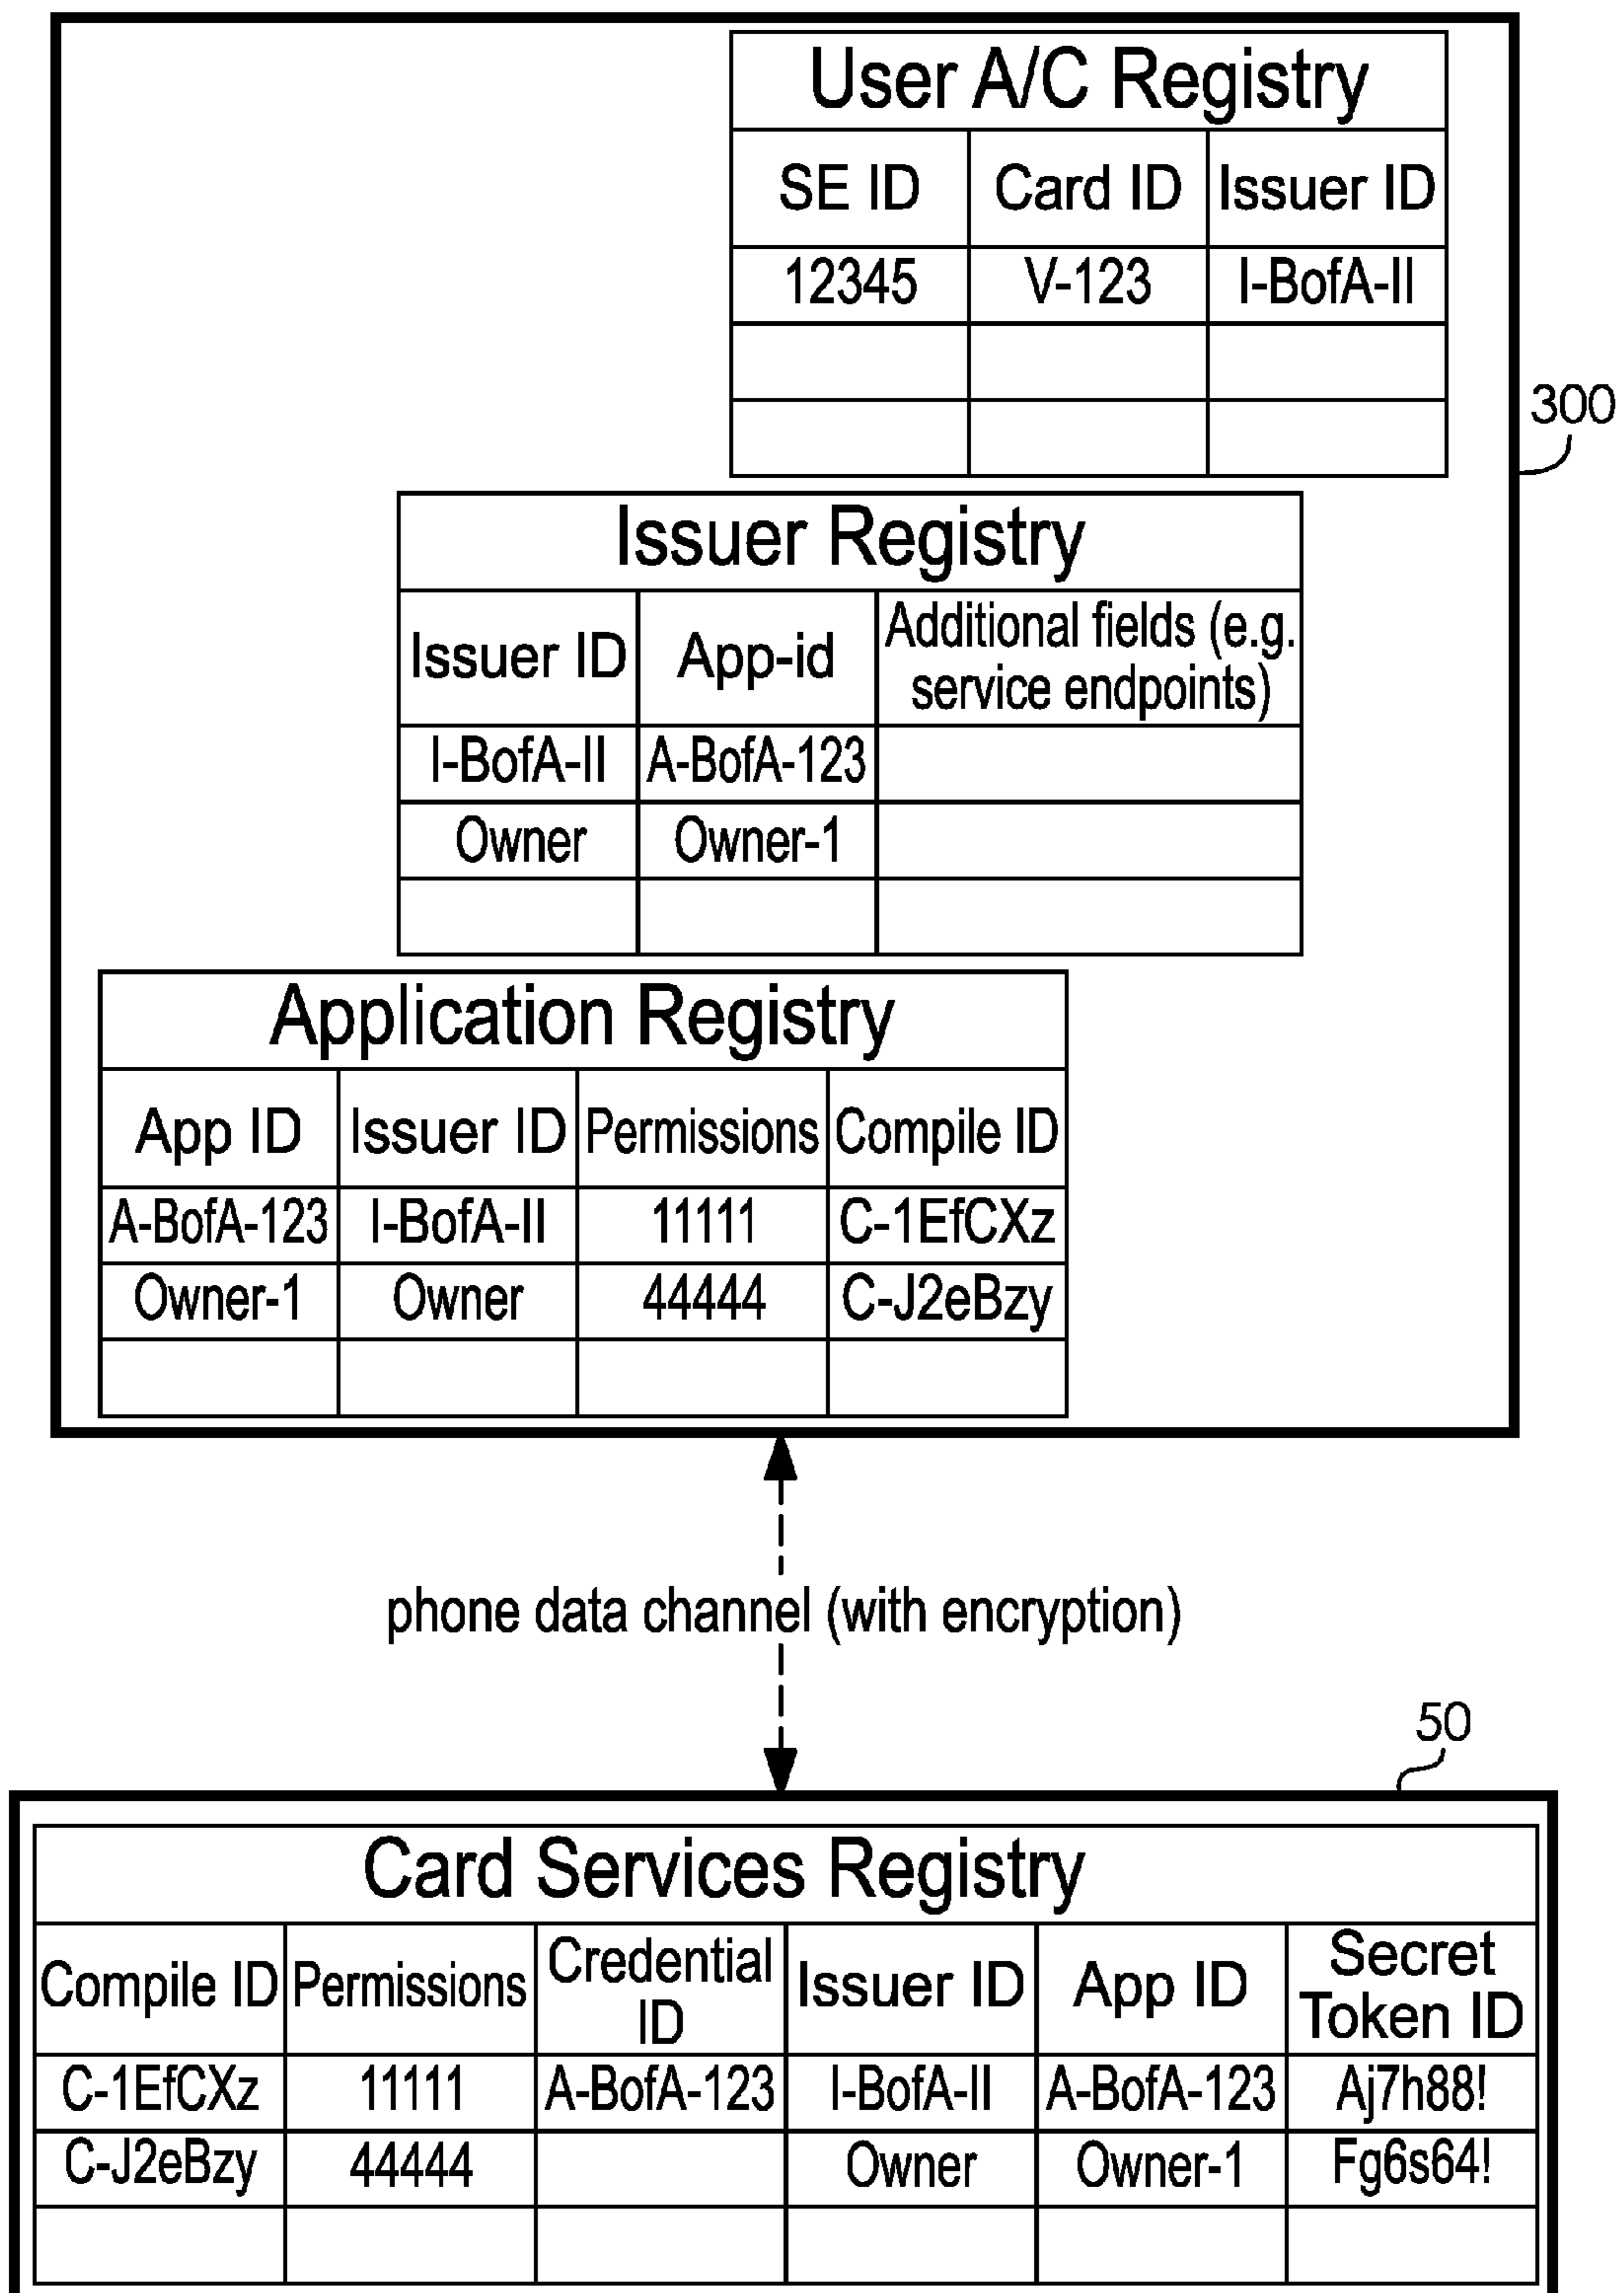 User A/C Registry
SE ID Card ID Issuer ID
12345 V-123 I-BofA-II
300
Issuer Registry
Issuer ID App-id Additional fields (e.g. service endpoints)
I-BofA-II A-BofA-123
Owner Owner-1
Application Registry
App ID Issuer ID Permissions Compile ID
A-BofA-123 I-BofA-II 11111 C-1EfCXz
Owner-1 Owner 44444 C-J2eBzy
phone data channel (with encryption)
50
Card Services Registry
Compile ID Permissions Credential ID Issuer ID App ID Secret Token ID
C-1EfCXz 11111 A-BofA-123 I-BofA-II A-BofA-123 Aj7h88!
C-J2eBzy 44444 Owner Owner-1 Fg6s64!